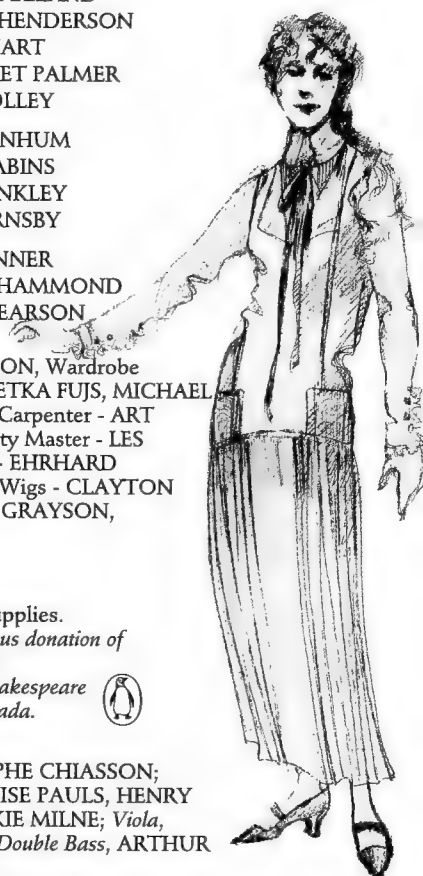 HENDERSON
ART
ET PALMER
OLLEY
NHUM
ABINS
NKLEY
RNSBY
NNER
HAMMOND
EARSON
ON, Wardrobe
ETKA FUJS, MICHAEL
Carpenter - ART
ty Master - LES
- EHRHARD
Wigs - CLAYTON
GRAYSON,
upplies.
us donation of
akespeare
ada.
PHE CHIASSON;
ISE PAULS, HENRY
KIE MILNE; Viola,
Double Bass, ARTHUR